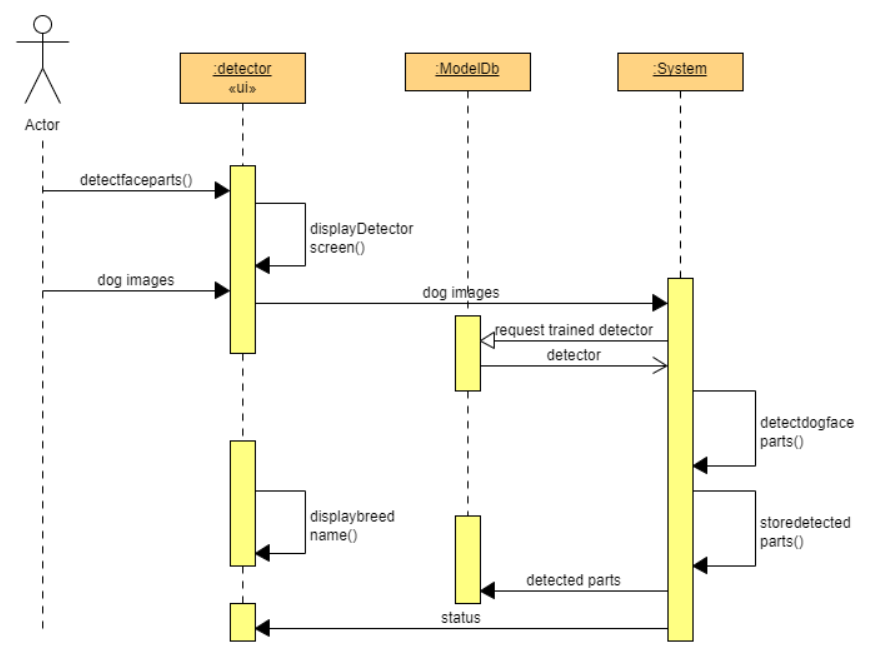 :detector
«ui»
:ModelDb
:System
Actor
detectfaceparts()
displayDetector
screen()
dog images
dog images
request trained detector
detector
detectdogface
parts()
displaybreed
name()
storedetected
parts()
detected parts
status